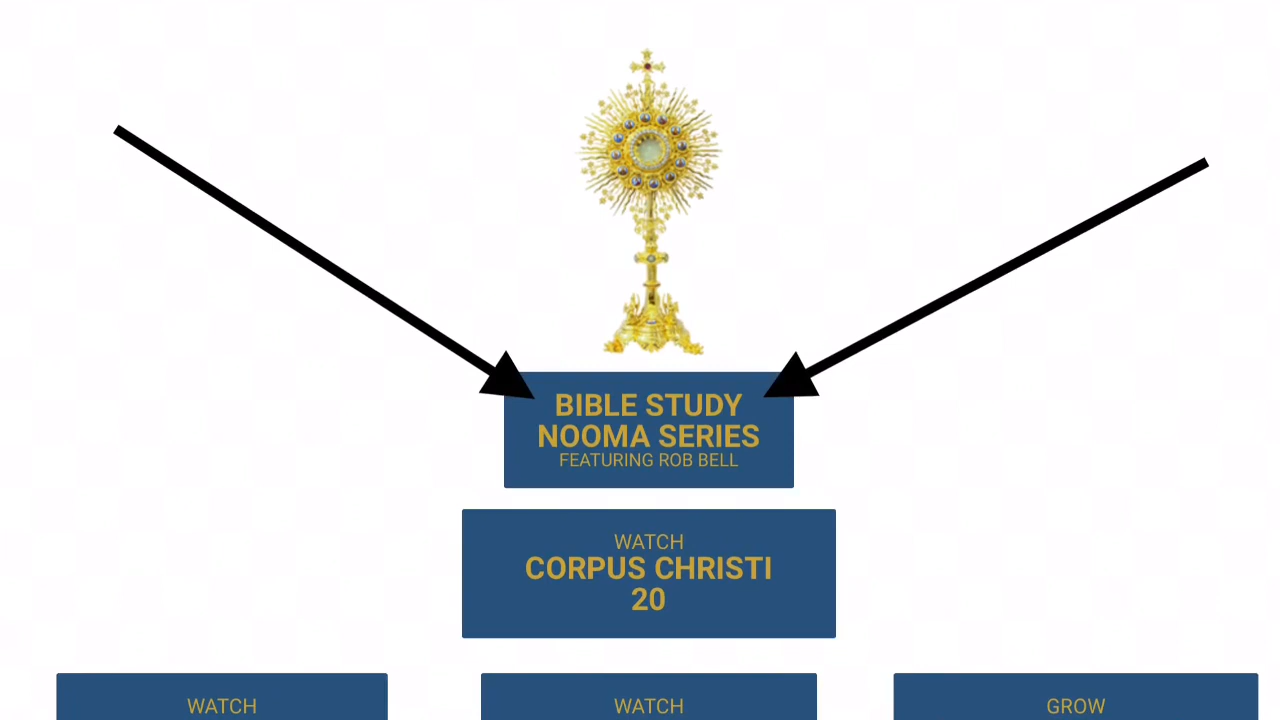 BIBLE STUDY
NOOMA SERIES
FEATURING ROB BELL
WATCH
CORPUS CHRISTI
20
WATCH
WATCH
GROW